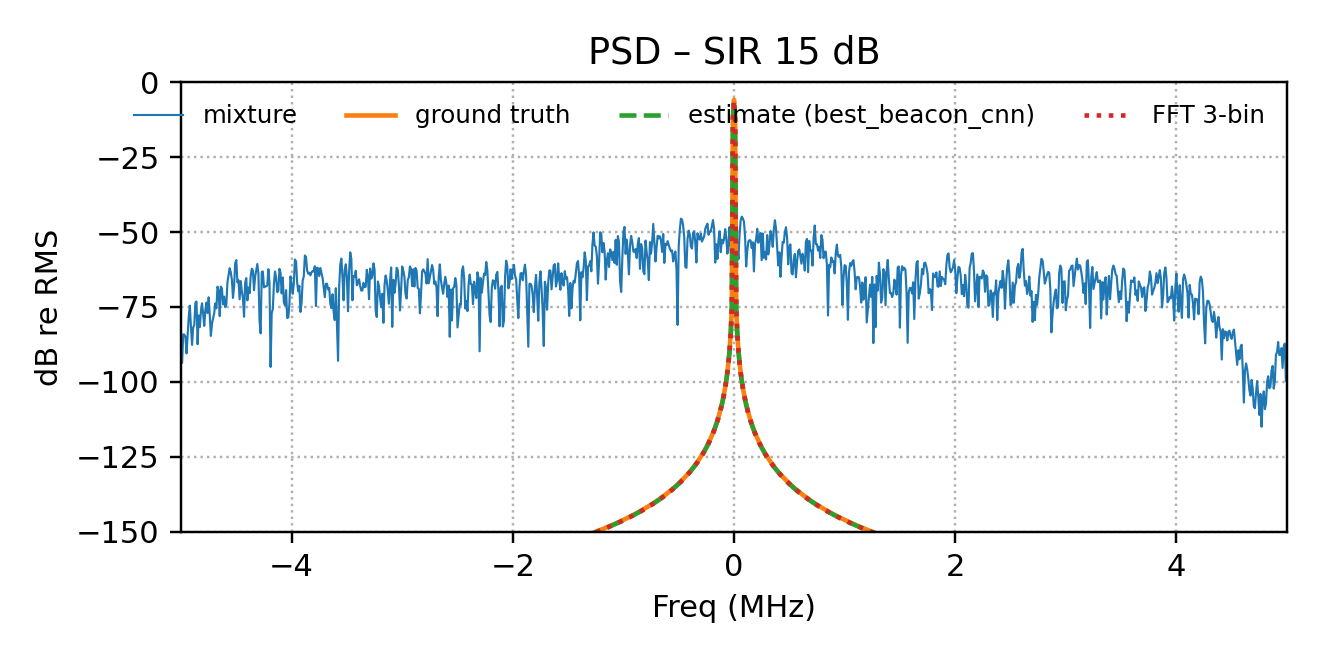 PSD – SIR 15 dB
mixture ground truth estimate (best_beacon_cnn) FFT 3-bin
0
−25
−50
−75
−100
−125
−150
dB re RMS
−4 −2 0 2 4
Freq (MHz)